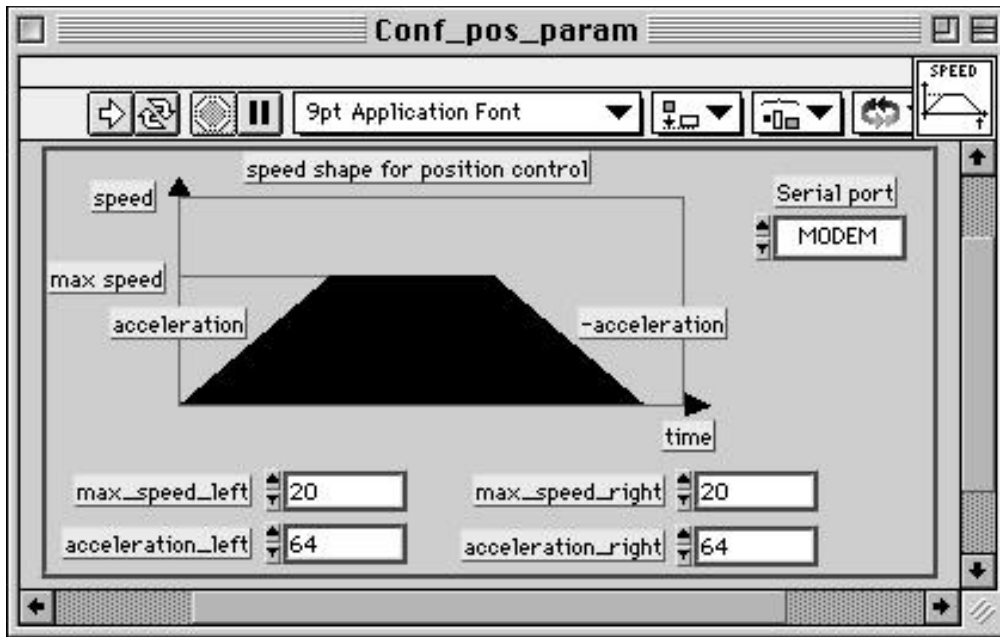 Conf_pos_param
SPEED
t
9pt Application Font
speed shape for position control
speed
Serial port
MODEM
max speed
acceleration
-acceleration
time
max_speed_left 20
max_speed_right 20
acceleration_left 64
acceleration_right 64